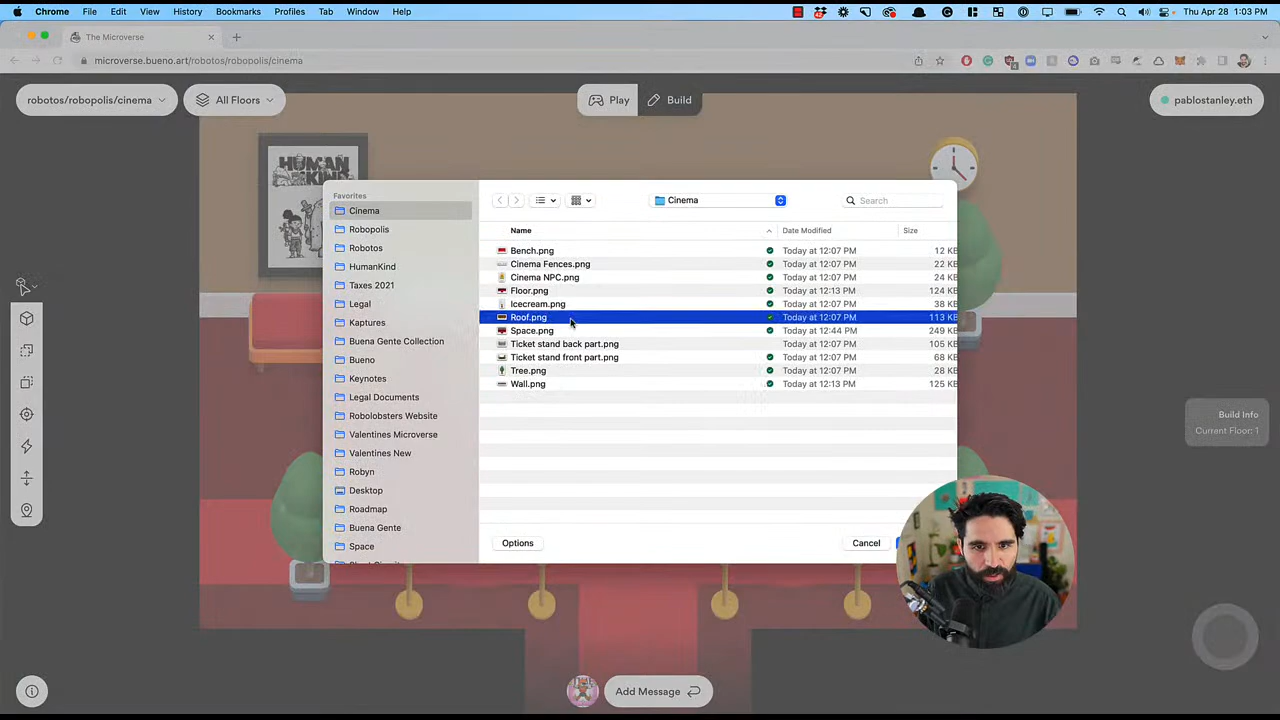 Chrome File Edit View History Bookmarks Profiles Tab Window Help Thu Apr 28 1:03 PM
The Microverse
microverse.bueno.art/robotos/robopolis/cinema
robotos/robopolis/cinema All Floors Play Build pablostanley.eth
HUMAN KIND
Favorites
Cinema
Robopolis
Robotos
HumanKind
Taxes 2021
Legal
Kaptures
Buena Gente Collection
Bueno
Keynotes
Legal Documents
Robolobsters Website
Valentines Microverse
Valentines New
Robyn
Desktop
Roadmap
Buena Gente
Space
Cinema Search
Name Date Modified Size
Bench.png Today at 12:07 PM 12 KB
Cinema Fences.png Today at 12:07 PM 22 KB
Cinema NPC.png Today at 12:07 PM 24 KB
Floor.png Today at 12:13 PM 124 KB
Icecream.png Today at 12:07 PM 38 KB
Roof.png Today at 12:07 PM 113 KB
Space.png Today at 12:44 PM 249 KB
Ticket stand back part.png Today at 12:07 PM 105 KB
Ticket stand front part.png Today at 12:07 PM 68 KB
Tree.png Today at 12:07 PM 28 KB
Wall.png Today at 12:13 PM 125 KB
Options Cancel
Build Info
Current Floor: 1
Add Message